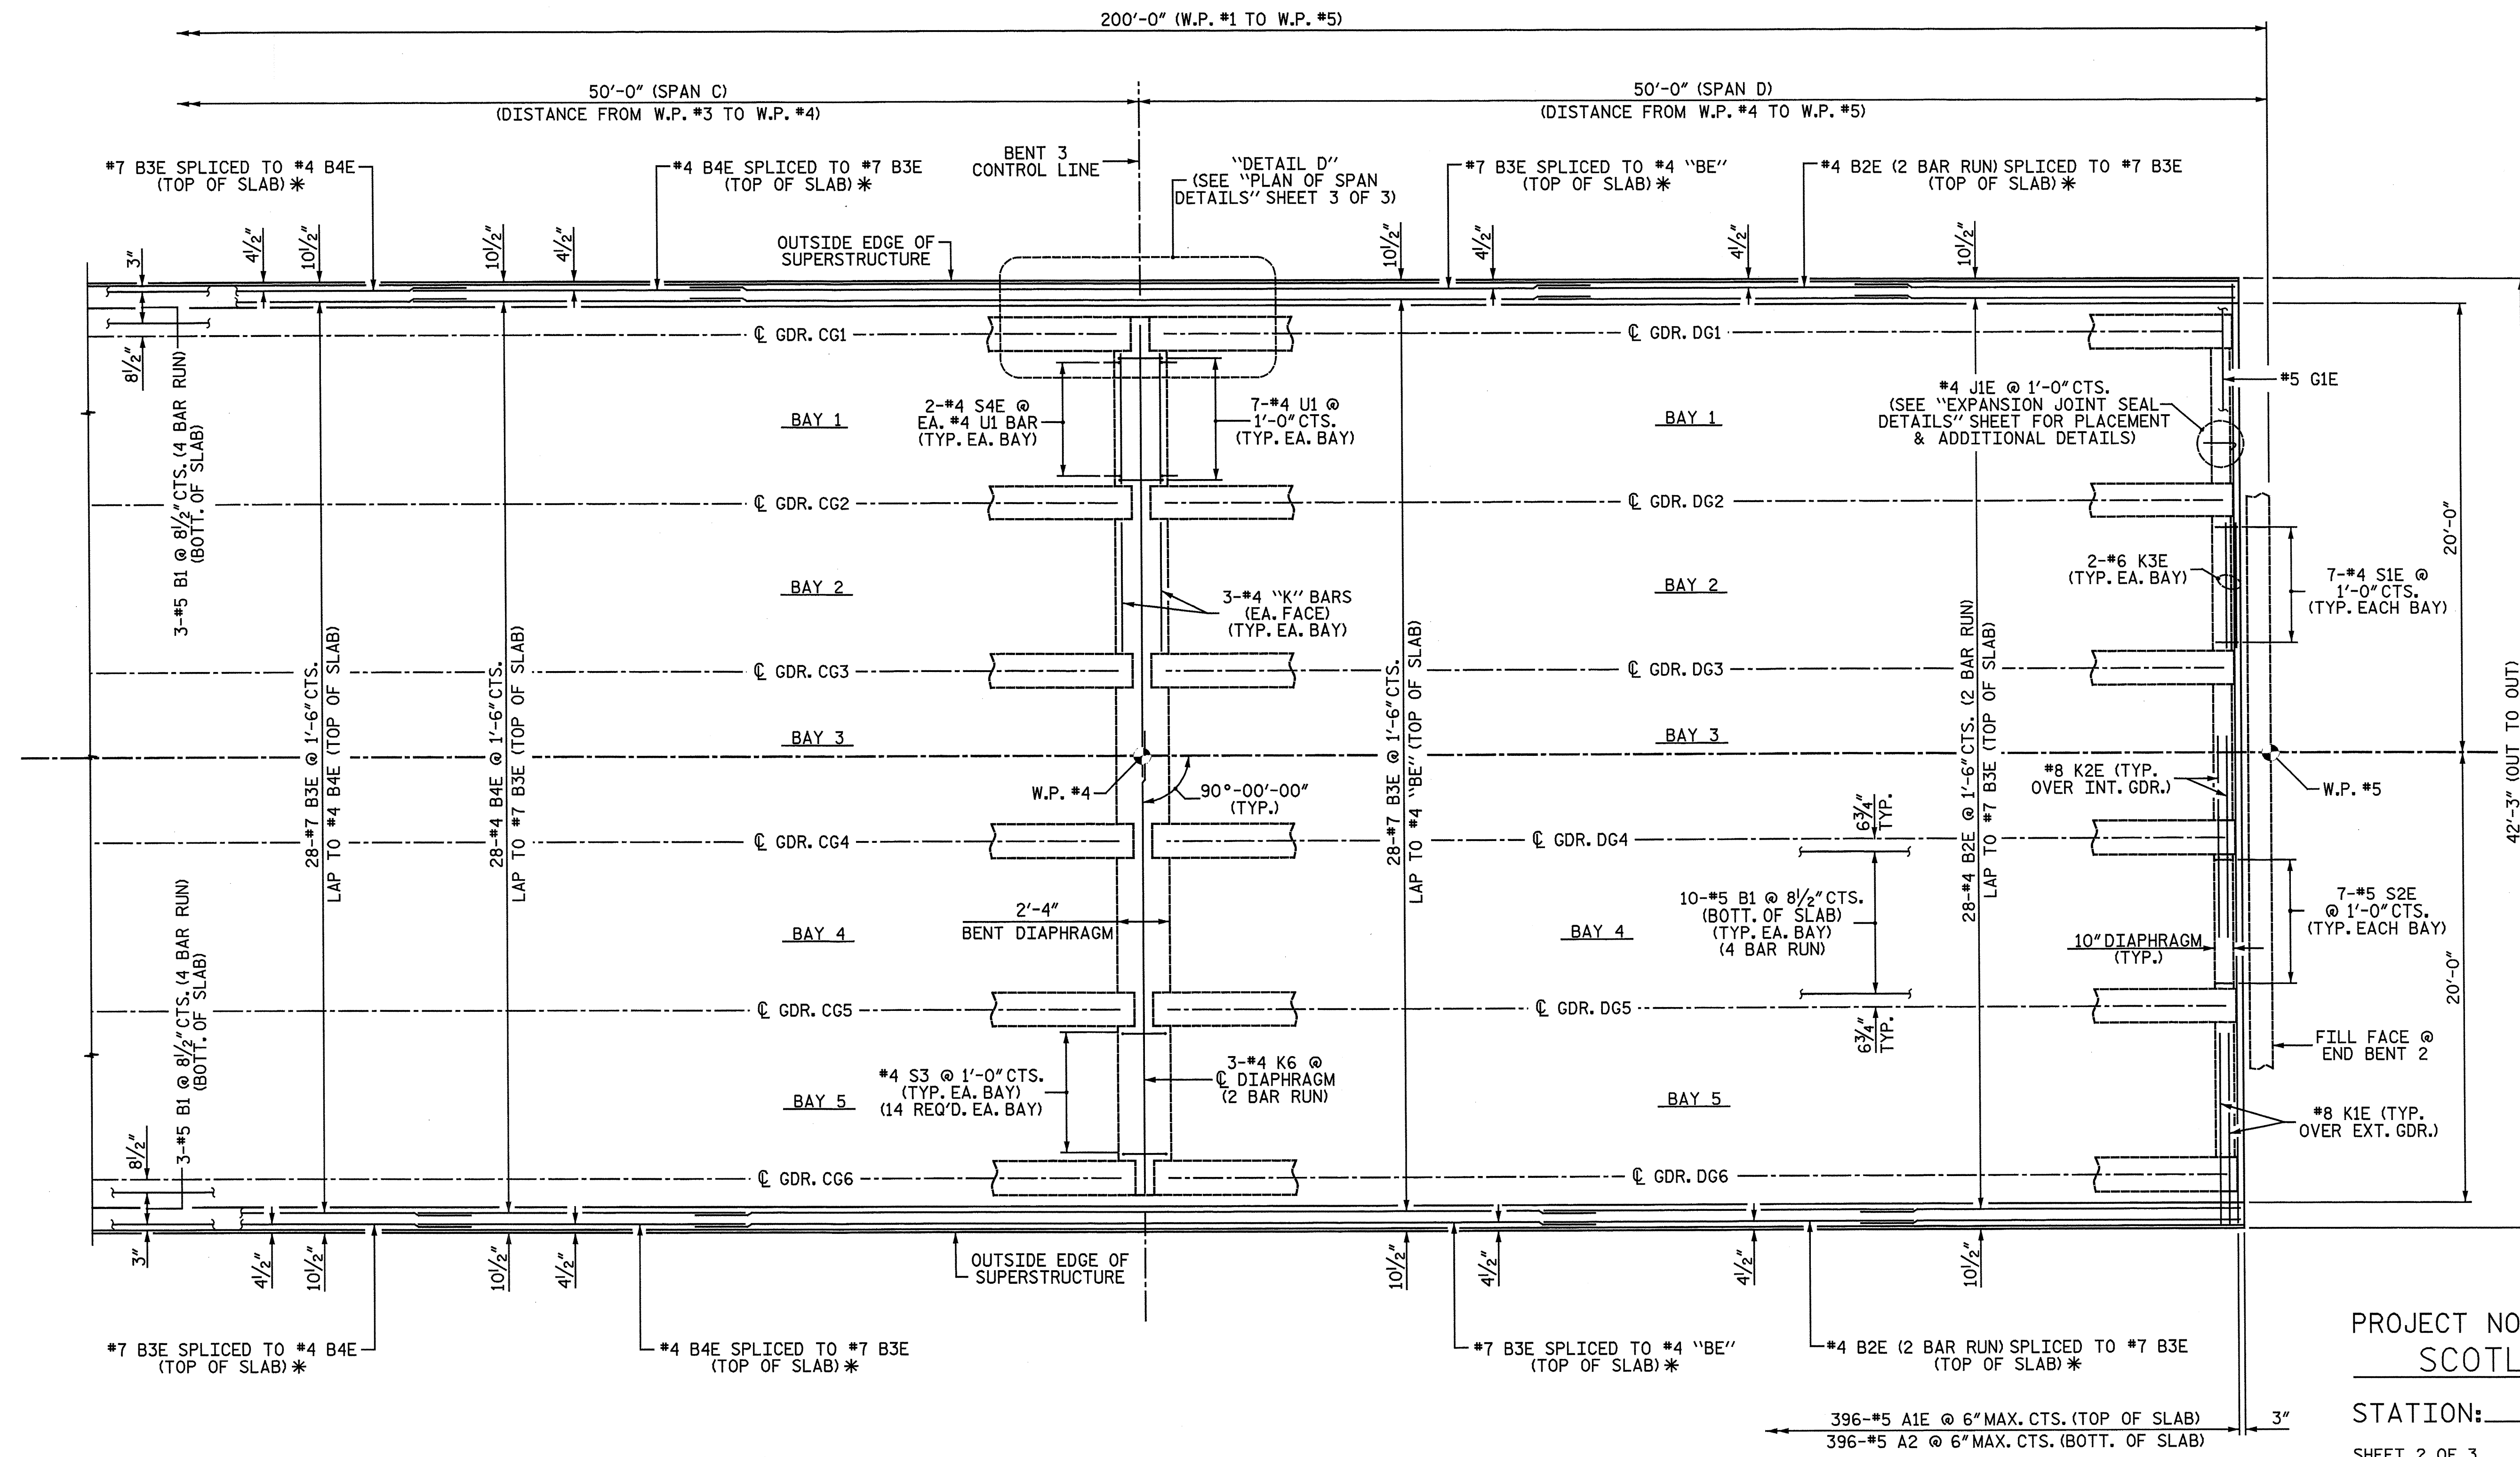 200'-0" (W.P. #1 TO W.P. #5)
50'-0" (SPAN C)
(DISTANCE FROM W.P. #3 TO W.P. #4)
50'-0" (SPAN D)
(DISTANCE FROM W.P. #4 TO W.P. #5)
#7 B3E SPLICED TO #4 B4E
(TOP OF SLAB)*
#4 B4E SPLICED TO #7 B3E
(TOP OF SLAB)*
BENT 3
CONTROL LINE
"DETAIL D"
(SEE "PLAN OF SPAN
DETAILS" SHEET 3 OF 3)
#7 B3E SPLICED TO #4 "BE"
(TOP OF SLAB)*
#4 B2E (2 BAR RUN) SPLICED TO #7 B3E
(TOP OF SLAB)*
3"
4½"
10½"
10½"
4½"
OUTSIDE EDGE OF
SUPERSTRUCTURE
10½"
4½"
4½"
10½"
8½"
℄ GDR. CG1
℄ GDR. DG1
3-#5 B1 @ 8½" CTS. (4 BAR RUN)
(BOTT. OF SLAB)
BAY 1
2-#4 S4E @
EA. #4 U1 BAR
(TYP. EA. BAY)
7-#4 U1 @
1'-0" CTS.
(TYP. EA. BAY)
BAY 1
#4 J1E @ 1'-0" CTS.
(SEE "EXPANSION JOINT SEAL
DETAILS" SHEET FOR PLACEMENT
& ADDITIONAL DETAILS)
#5 G1E
℄ GDR. CG2
℄ GDR. DG2
BAY 2
3-#4 "K" BARS
(EA. FACE)
(TYP. EA. BAY)
BAY 2
2-#6 K3E
(TYP. EA. BAY)
7-#4 S1E @
1'-0" CTS.
(TYP. EACH BAY)
20'-0"
28-#7 B3E @ 1'-6" CTS.
LAP TO #4 B4E (TOP OF SLAB)
28-#4 B4E @ 1'-6" CTS.
LAP TO #7 B3E (TOP OF SLAB)
28-#7 B3E @ 1'-6" CTS.
LAP TO #4 "BE" (TOP OF SLAB)
28-#4 B2E @ 1'-6" CTS. (2 BAR RUN)
LAP TO #7 B3E (TOP OF SLAB)
℄ GDR. CG3
℄ GDR. DG3
42'-3" (OUT TO OUT)
BAY 3
BAY 3
W.P. #4
90°-00'-00"
(TYP.)
#8 K2E (TYP.
OVER INT. GDR.)
W.P. #5
6¾"
TYP.
℄ GDR. CG4
℄ GDR. DG4
3-#5 B1 @ 8½" CTS. (4 BAR RUN)
(BOTT. OF SLAB)
BAY 4
2'-4"
BENT DIAPHRAGM
BAY 4
10-#5 B1 @ 8½" CTS.
(BOTT. OF SLAB)
(TYP. EA. BAY)
(4 BAR RUN)
10" DIAPHRAGM
(TYP.)
7-#5 S2E
@ 1'-0" CTS.
(TYP. EACH BAY)
20'-0"
℄ GDR. CG5
℄ GDR. DG5
6¾"
TYP.
FILL FACE @
END BENT 2
BAY 5
#4 S3 @ 1'-0" CTS.
(TYP. EA. BAY)
(14 REQ'D. EA. BAY)
3-#4 K6 @
℄ DIAPHRAGM
(2 BAR RUN)
BAY 5
#8 K1E (TYP.
OVER EXT. GDR.)
8½"
℄ GDR. CG6
℄ GDR. DG6
3"
4½"
10½"
10½"
4½"
OUTSIDE EDGE OF
SUPERSTRUCTURE
10½"
4½"
4½"
10½"
#7 B3E SPLICED TO #4 B4E
(TOP OF SLAB)*
#4 B4E SPLICED TO #7 B3E
(TOP OF SLAB)*
#7 B3E SPLICED TO #4 "BE"
(TOP OF SLAB)*
#4 B2E (2 BAR RUN) SPLICED TO #7 B3E
(TOP OF SLAB)*
396-#5 A1E @ 6" MAX. CTS. (TOP OF SLAB)
396-#5 A2 @ 6" MAX. CTS. (BOTT. OF SLAB)
3"
PROJECT NO
SCOTL
STATION:
SHEET 2 OF 3